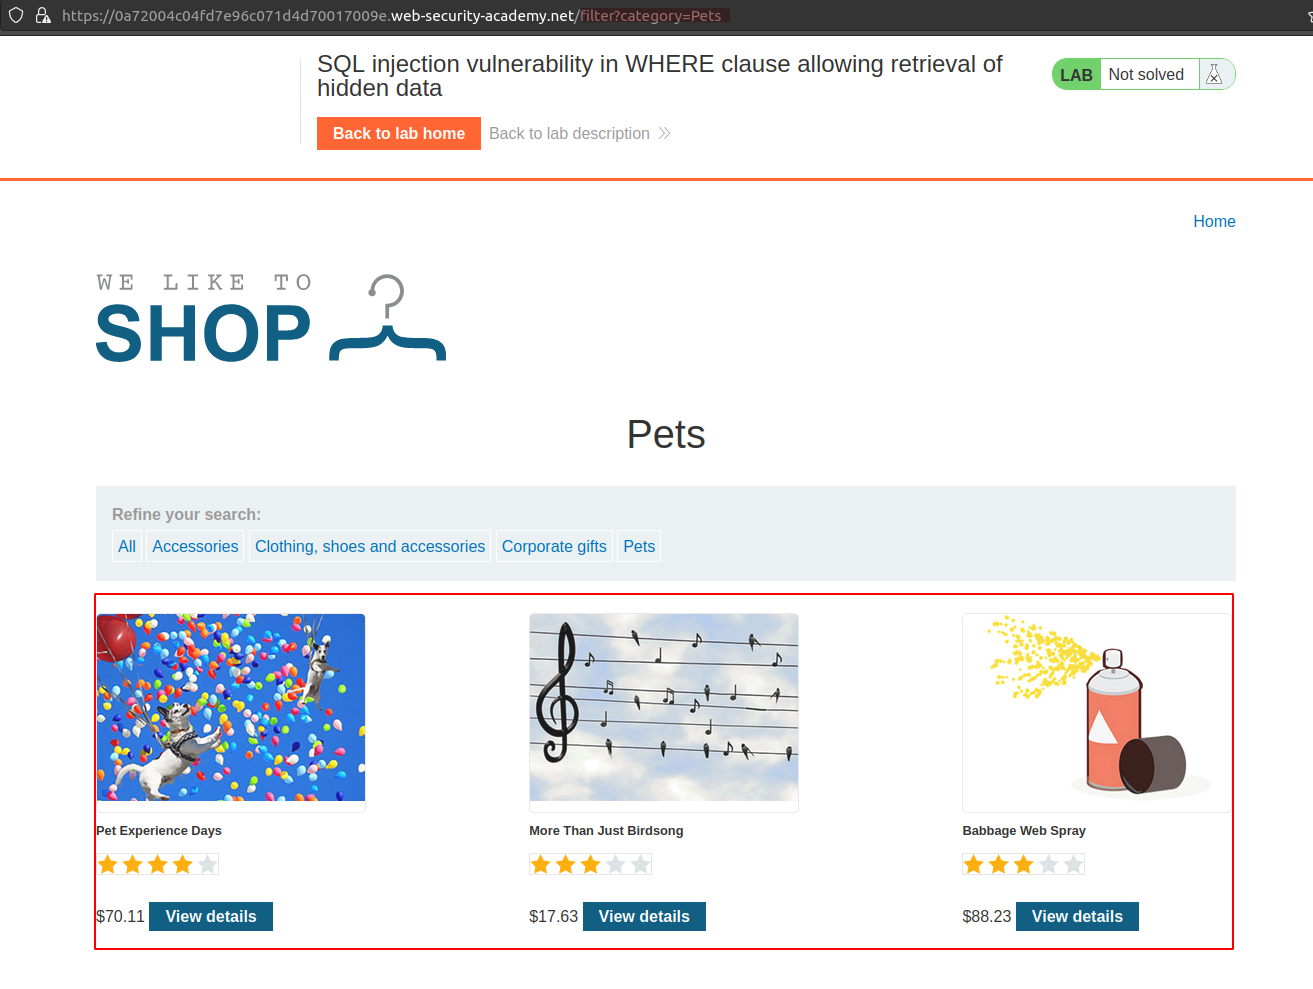 https://0a72004c04fd7e96c071d4d70017009e.web-security-academy.net/filter?category=Pets
SQL injection vulnerability in WHERE clause allowing retrieval of
hidden data
LAB Not solved
Back to lab home Back to lab description
Home
WE LIKE TO
SHOP
Pets
Refine your search:
All Accessories Clothing, shoes and accessories Corporate gifts Pets
Pet Experience Days More Than Just Birdsong Babbage Web Spray
$70.11 View details $17.63 View details $88.23 View details